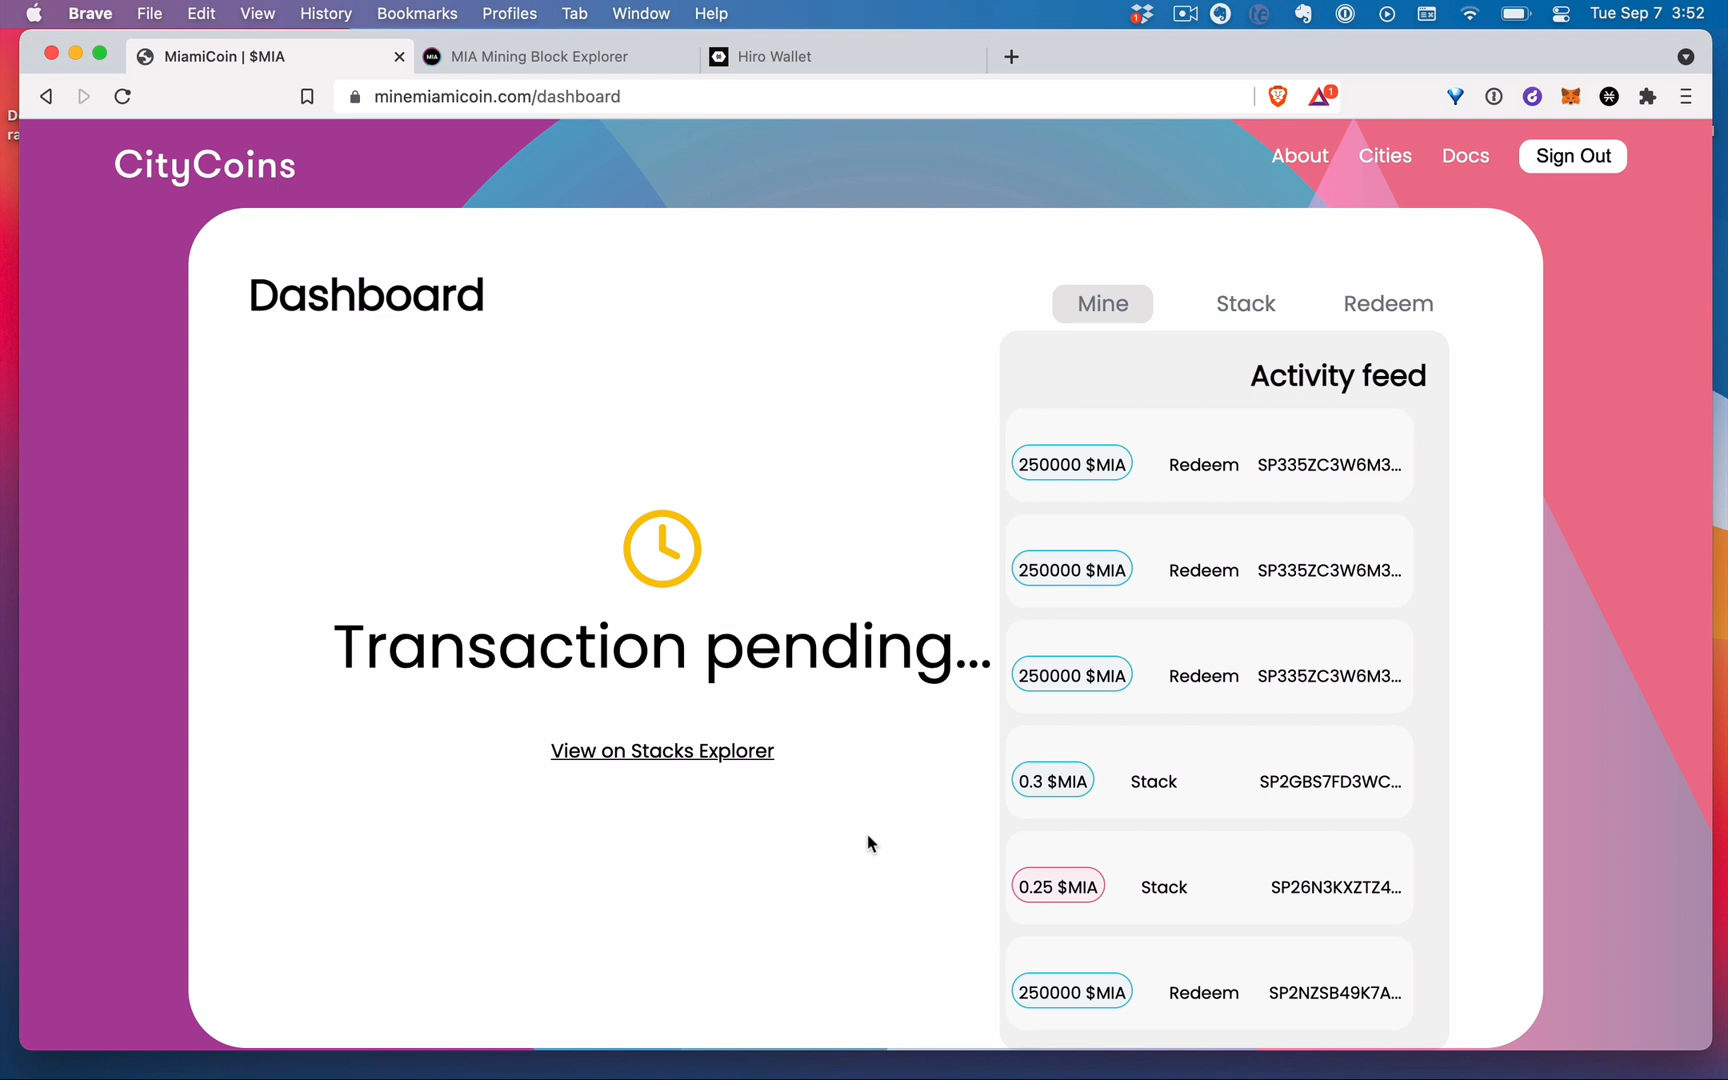 Brave File Edit View History Bookmarks Profiles Tab Window Help 1 Tue Sep 7 3:52
MiamiCoin | $MIA MIA MIA Mining Block Explorer Hiro Wallet
minemiamicoin.com/dashboard 1
CityCoins About Cities Docs Sign Out
Dashboard
Mine Stack Redeem
Activity feed
250000 $MIA Redeem SP335ZC3W6M3...
250000 $MIA Redeem SP335ZC3W6M3...
Transaction pending...
250000 $MIA Redeem SP335ZC3W6M3...
View on Stacks Explorer
0.3 $MIA Stack SP2GBS7FD3WC...
0.25 $MIA Stack SP26N3KXZTZ4...
250000 $MIA Redeem SP2NZSB49K7A...